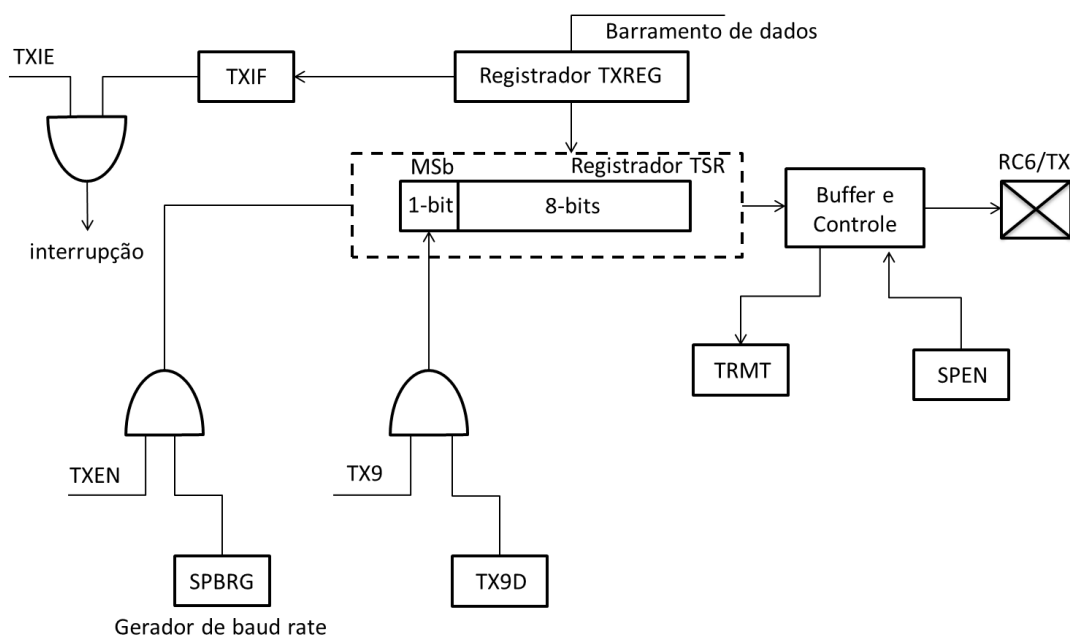 Barramento de dados
TXIE
TXIF
Registrador TXREG
MSb
Registrador TSR
1-bit
8-bits
Buffer e
Controle
RC6/TX
interrupção
TRMT
SPEN
TXEN
TX9
SPBRG
TX9D
Gerador de baud rate